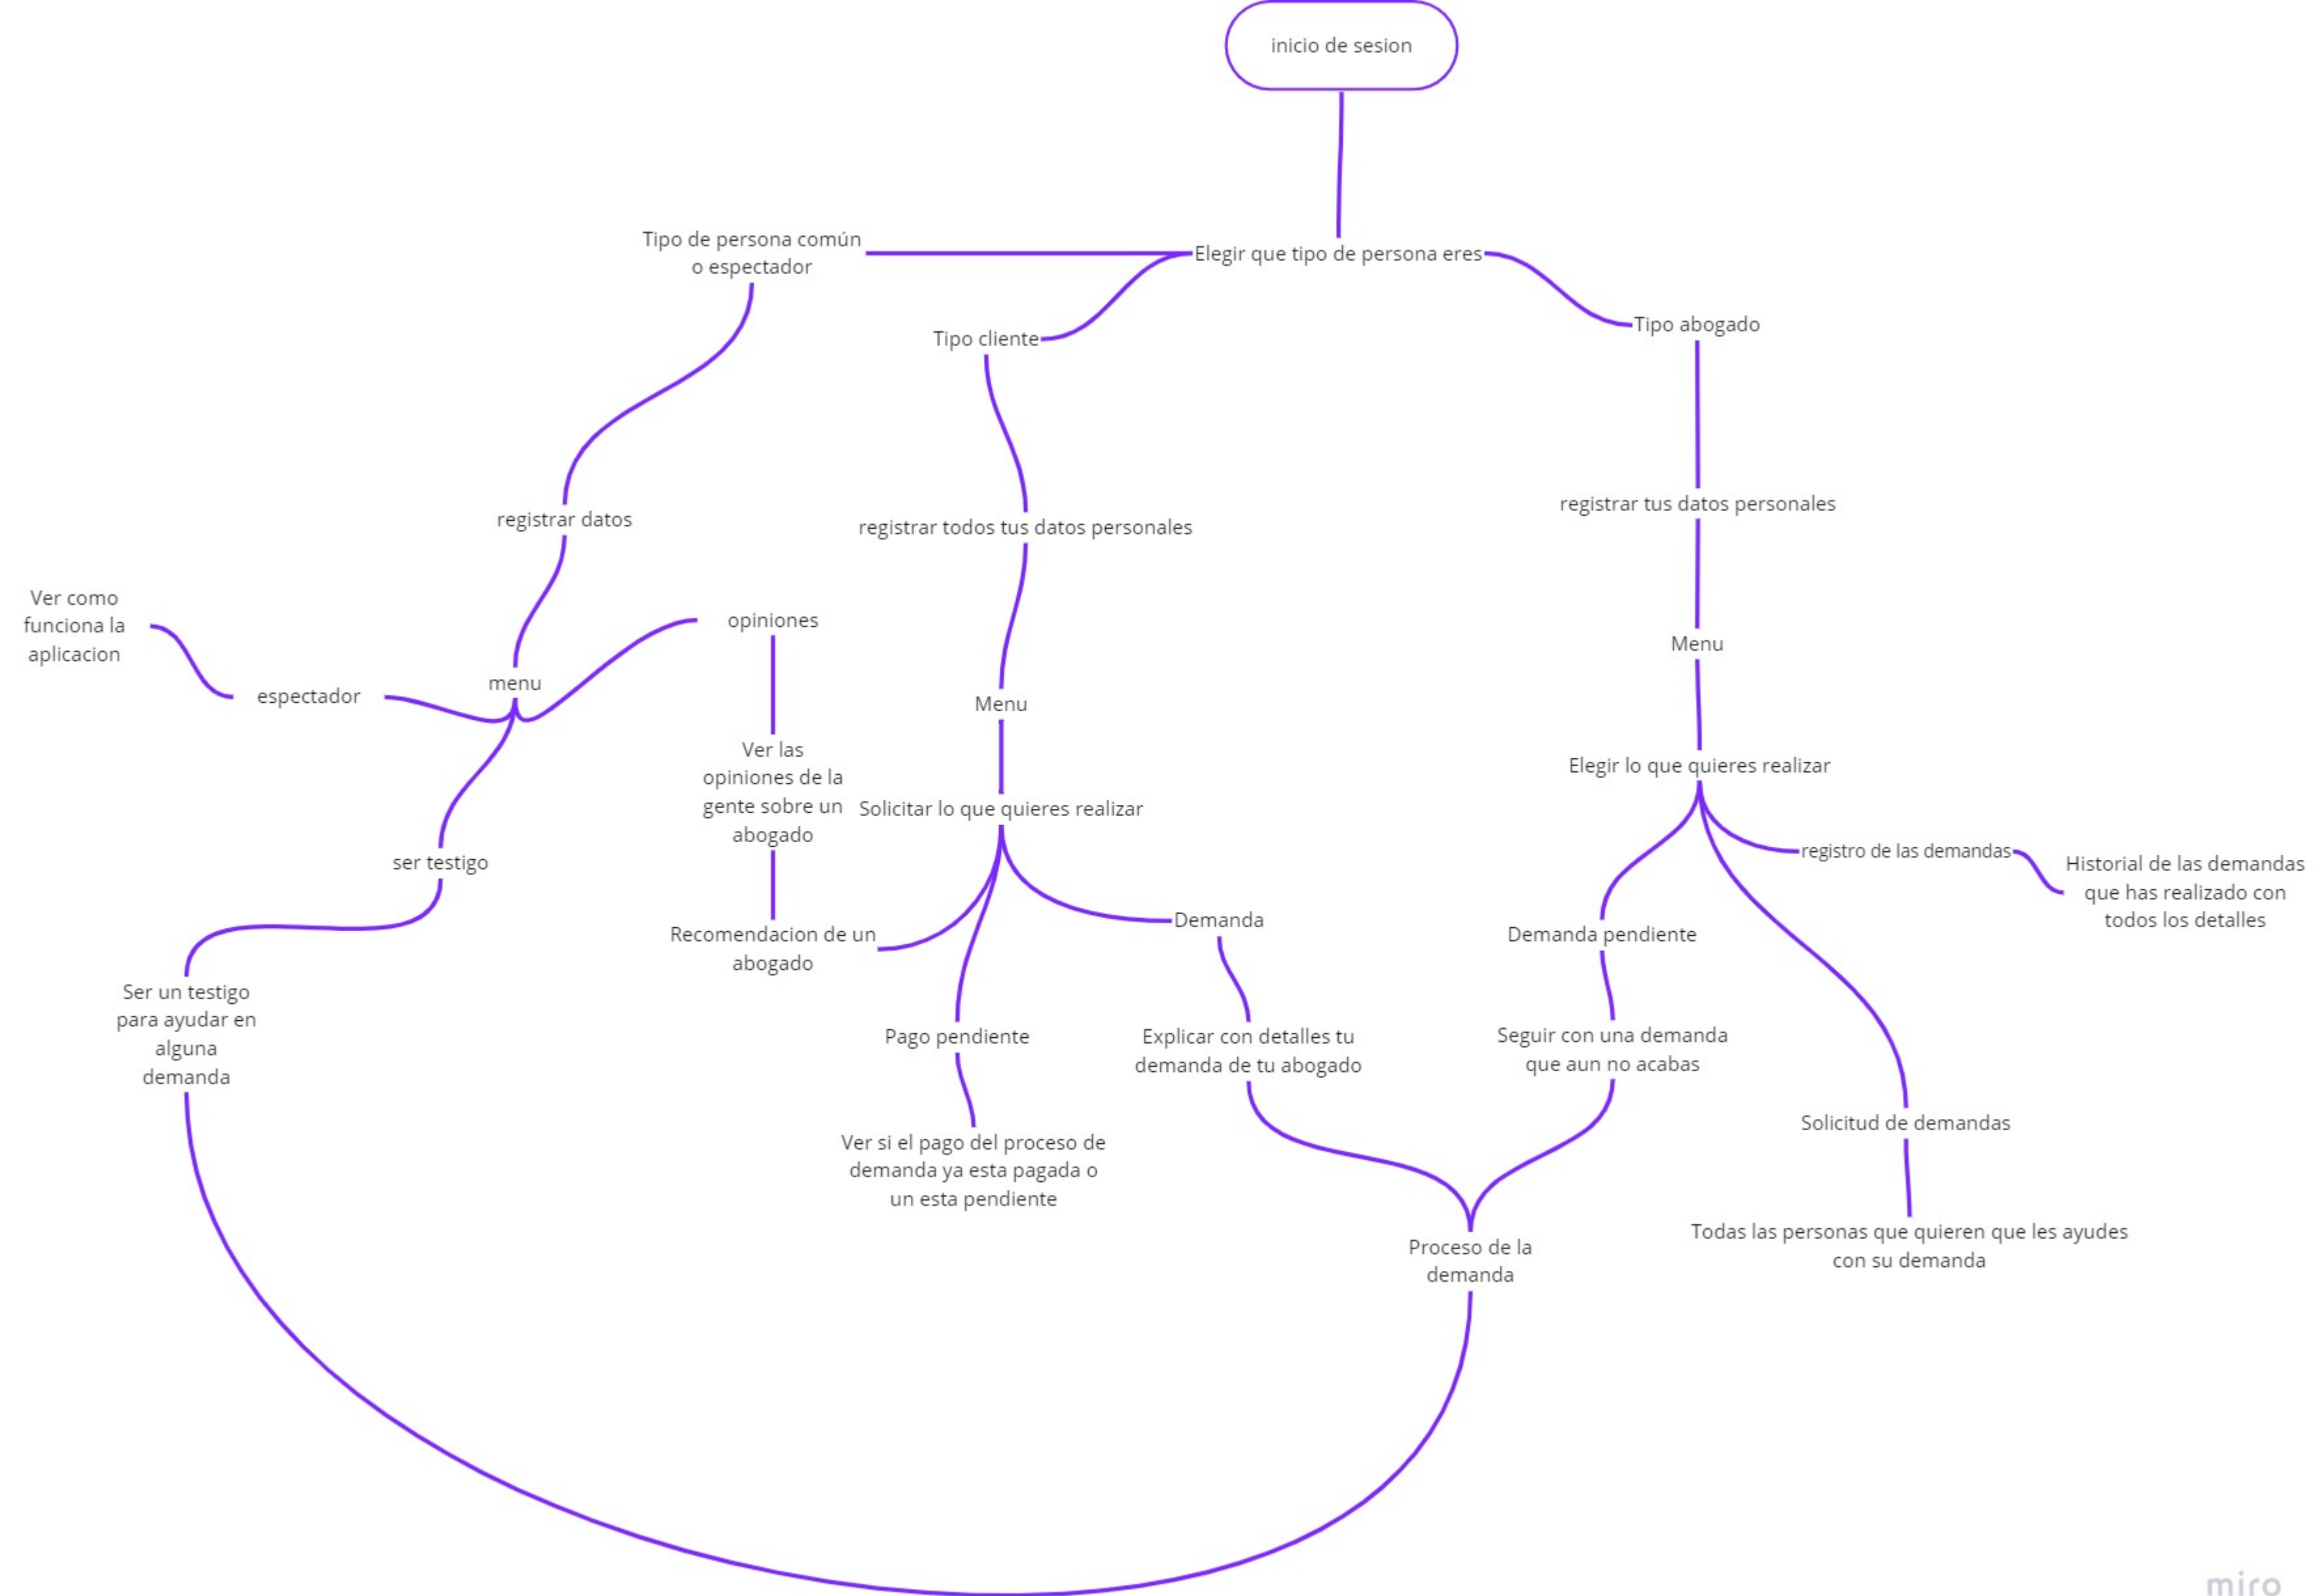 inicio de sesion
Tipo de persona común
o espectador
Elegir que tipo de persona eres
Tipo cliente
Tipo abogado
registrar datos
registrar todos tus datos personales
registrar tus datos personales
Ver como
funciona la
aplicacion
espectador
menu
opiniones
Ver las
opiniones de la
gente sobre un
abogado
Recomendacion de un
abogado
ser testigo
Ser un testigo
para ayudar en
alguna
demanda
Menu
Solicitar lo que quieres realizar
Pago pendiente
Ver si el pago del proceso de
demanda ya esta pagada o
un esta pendiente
Demanda
Explicar con detalles tu
demanda de tu abogado
Menu
Elegir lo que quieres realizar
registro de las demandas
Historial de las demandas
que has realizado con
todos los detalles
Demanda pendiente
Seguir con una demanda
que aun no acabas
Solicitud de demandas
Todas las personas que quieren que les ayudes
con su demanda
Proceso de la
demanda
miro